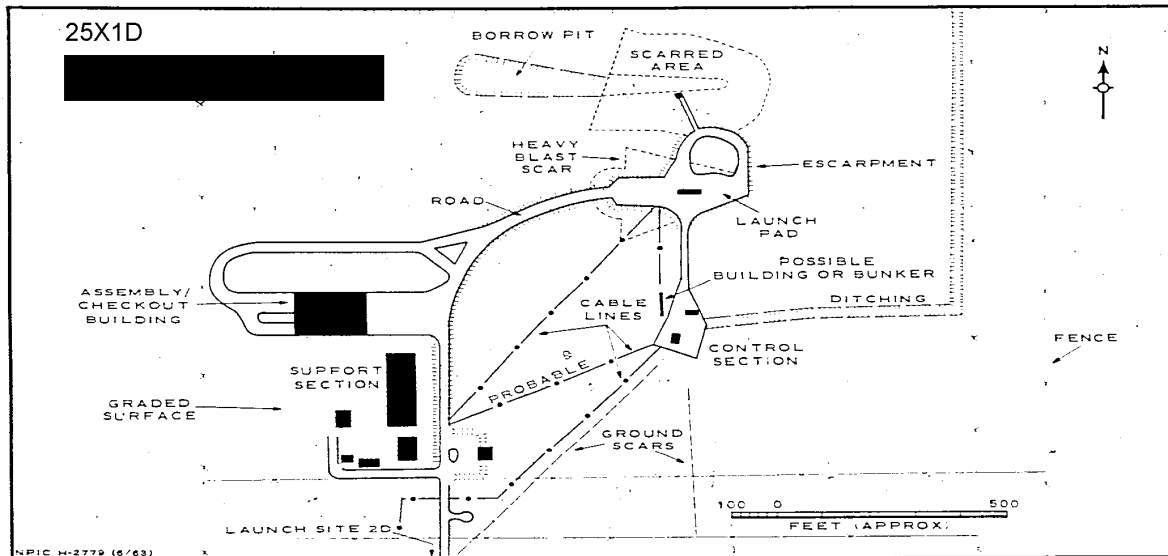 25X1D
BORROW PIT
SCARRED
AREA
N
HEAVY
BLAST
SCAR
ESCARPMENT
ROAD
LAUNCH
PAD
POSSIBLE
BUILDING OR BUNKER
ASSEMBLY/
CHECKOUT
BUILDING
CABLE
LINES
DITCHING
PROBABLE
CONTROL
SECTION
FENCE
SUPPORT
SECTION
GRADED
SURFACE
GROUND
SCARS
100 0 500
FEET (APPROX)
LAUNCH SITE 2D
NPIC H-2779 (6/63)